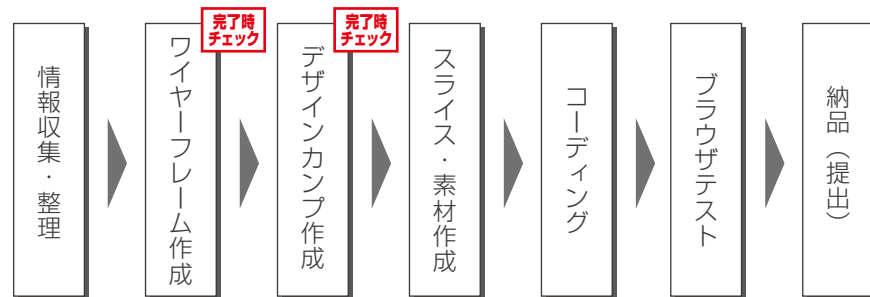 情報収集・整理
ワイヤーフレーム作成
完了時
チェック
デザインカンプ作成
完了時
チェック
スライス・素材作成
コーディング
ブラウザテスト
納品（提出）